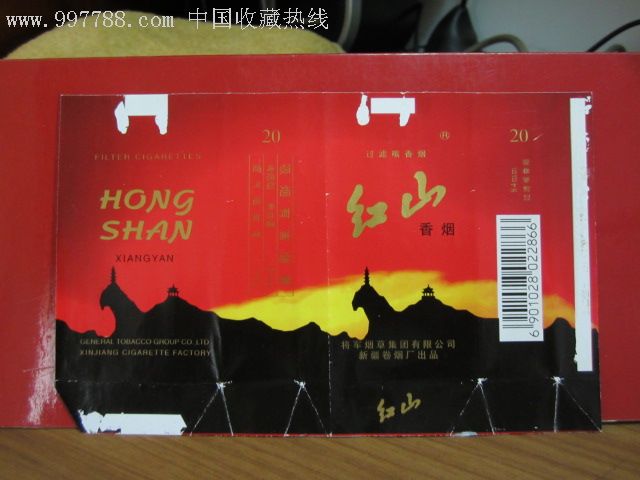 www.997788.com 中国收藏热线
20
FILTER CIGARETTES
HONG
SHAN
XIANGYAN
GENERAL TOBACCO GROUP CO. LTD
XINJIANG CIGARETTE FACTORY
过滤嘴香烟
红山
香烟
将军烟草集团有限公司
新疆卷烟厂出品
红山
20
6 901028 022866